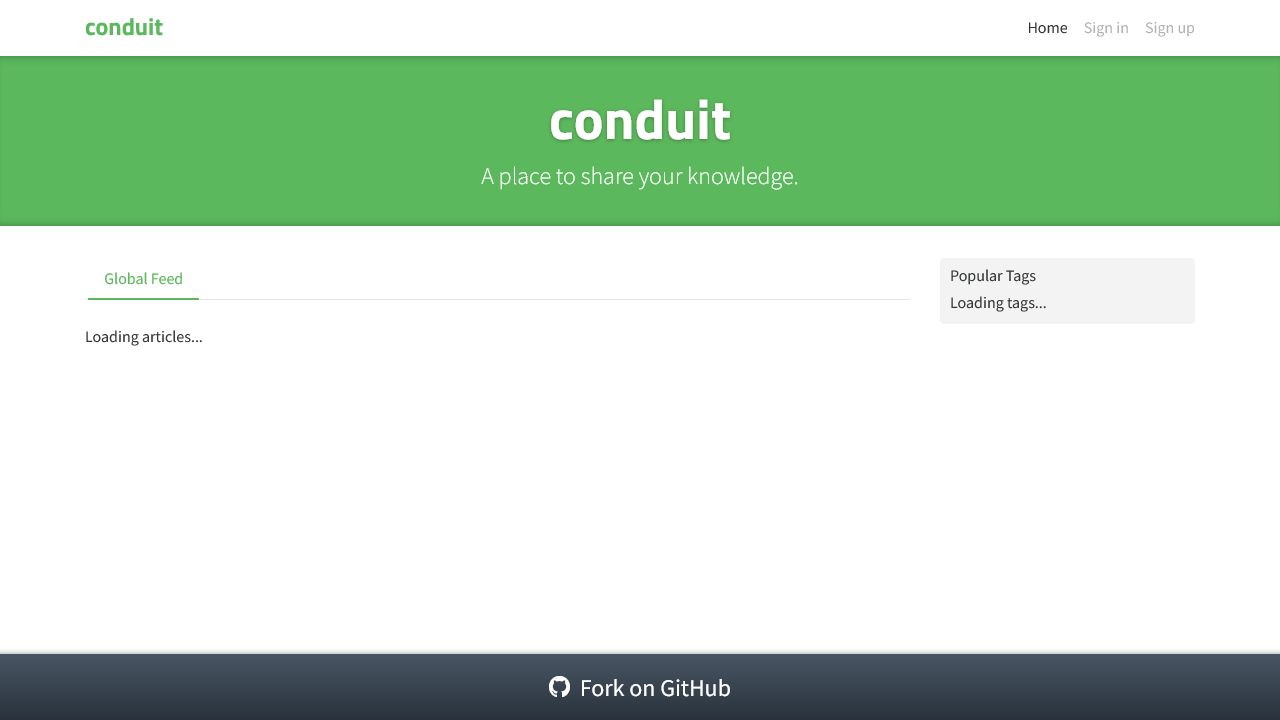 conduit
Home Sign in Sign up
conduit
A place to share your knowledge.
Global Feed
Loading articles...
Popular Tags
Loading tags...
Fork on GitHub